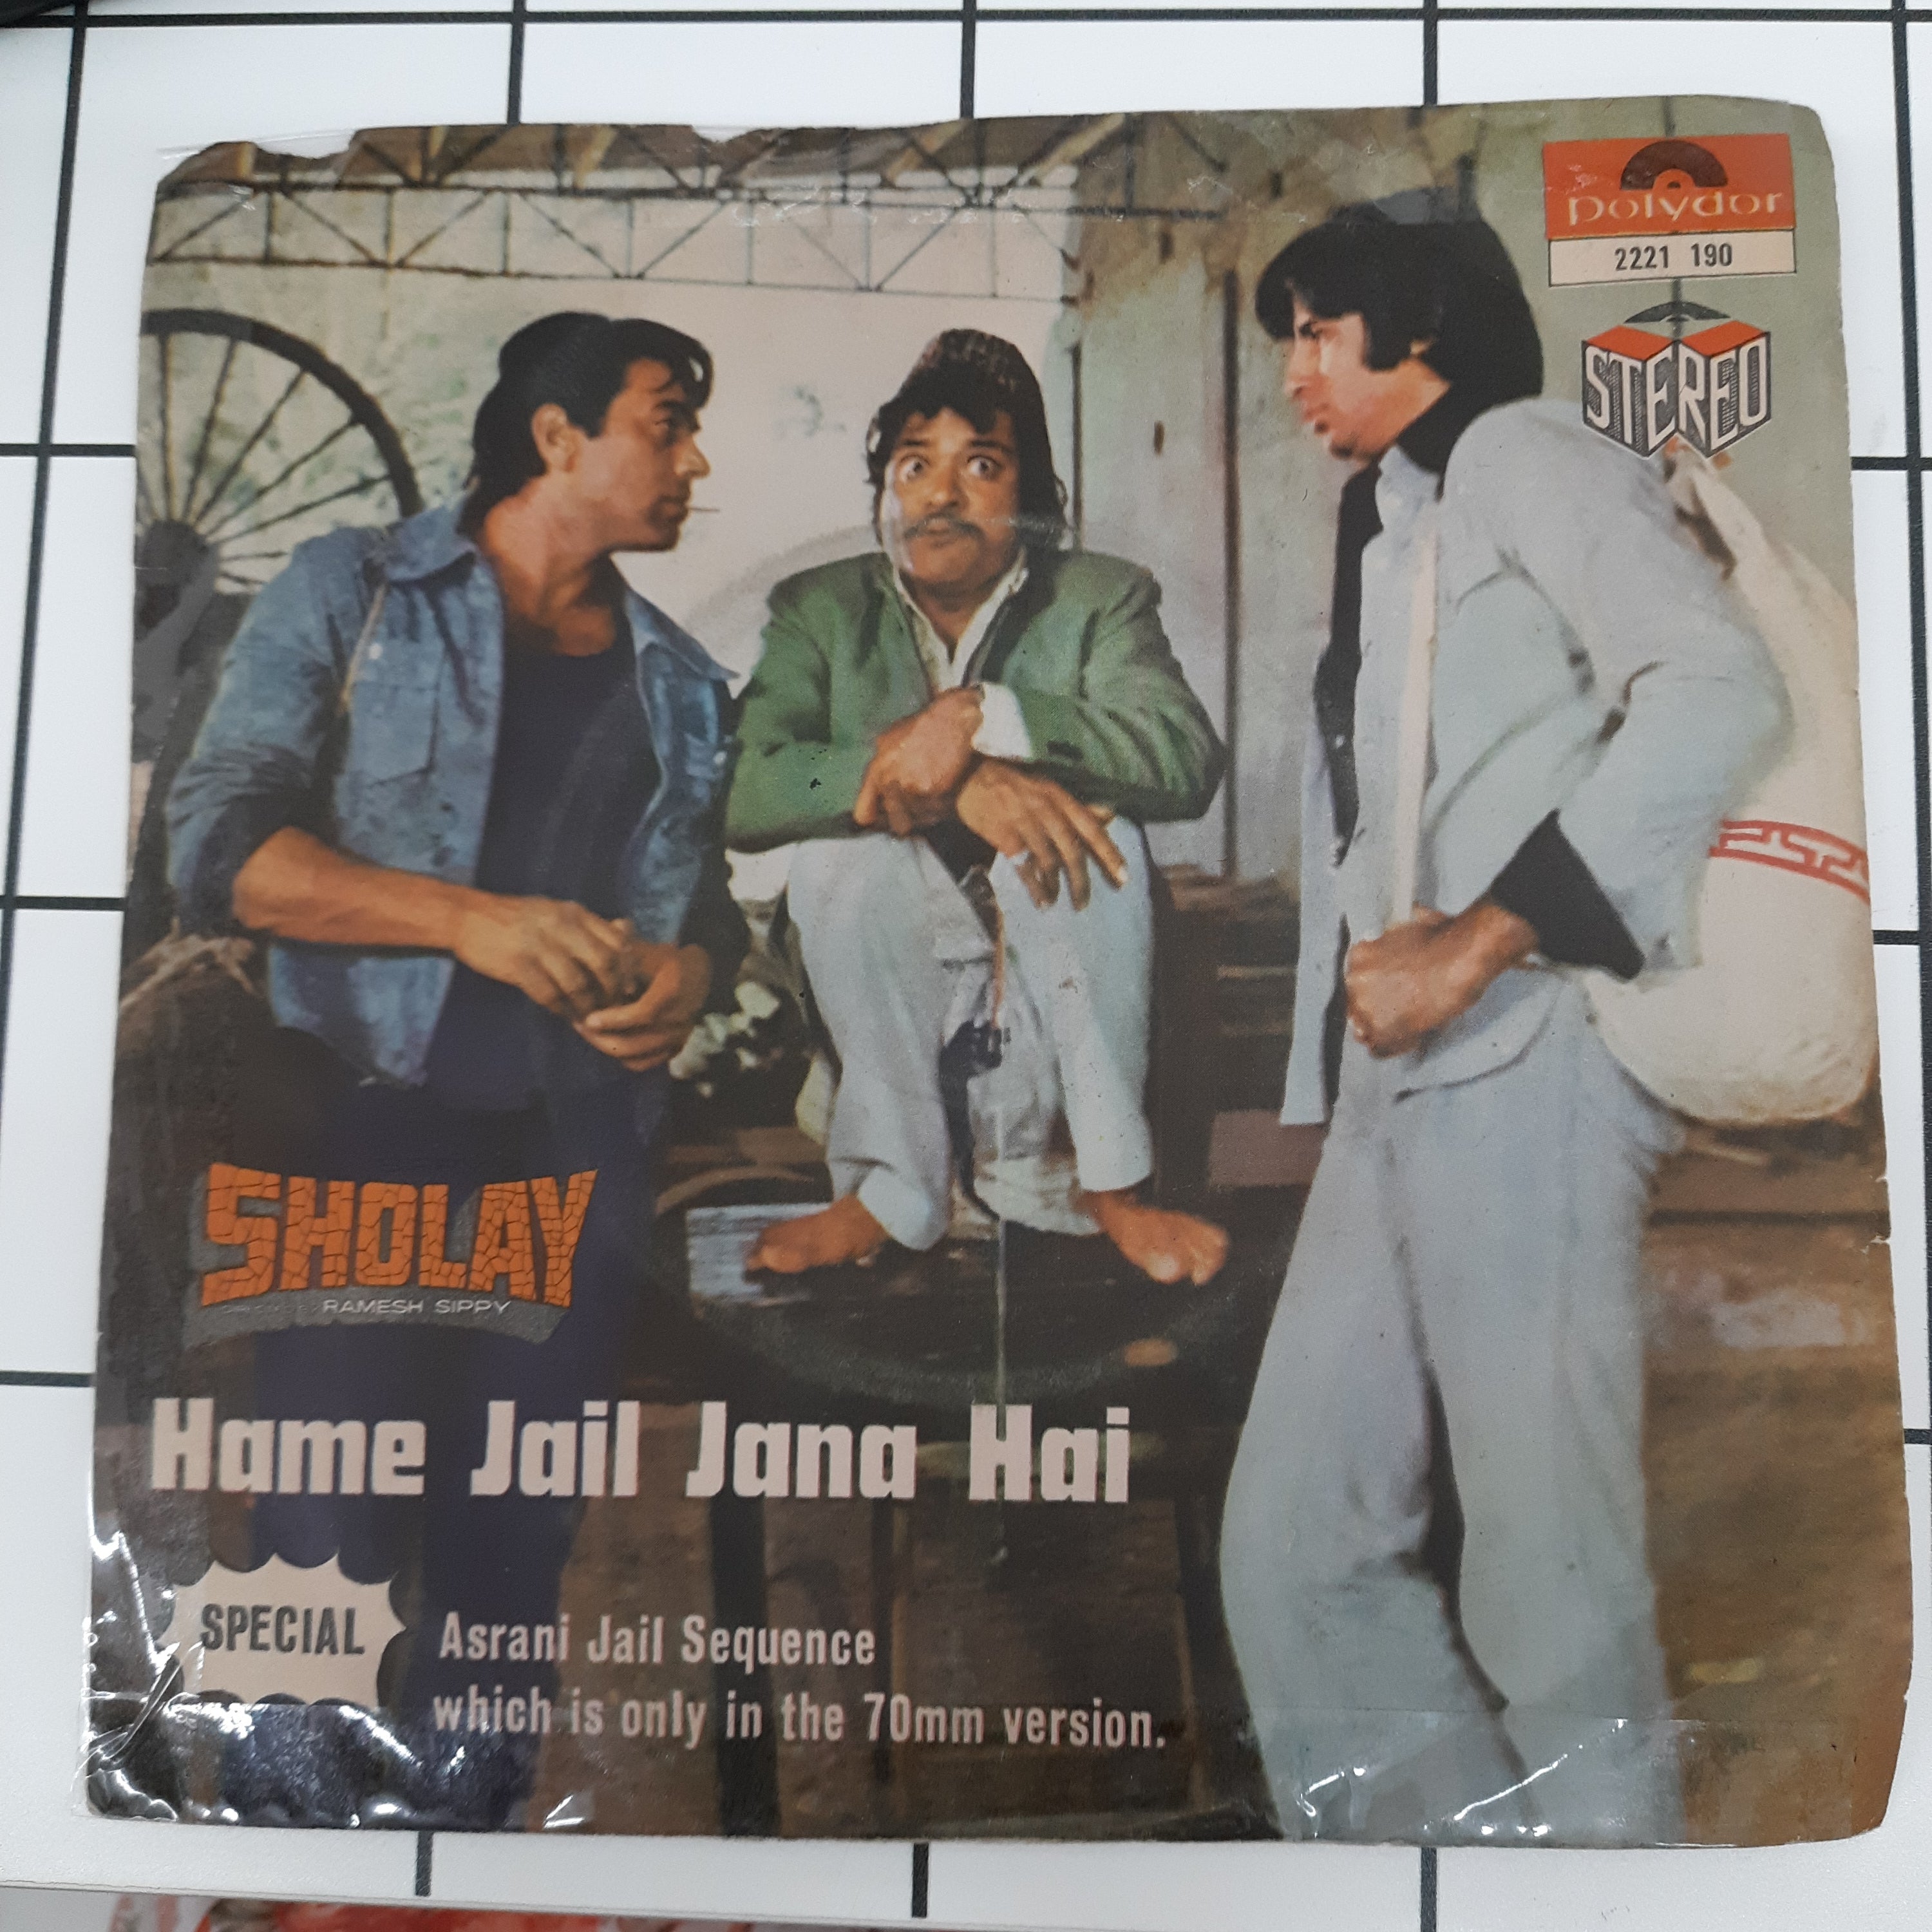 polydor
2221 190
STEREO
SHOLAY
RAMESH SIPPY
Hame Jail Jana Hai
SPECIAL
Asrani Jail Sequence
which is only in the 70mm version.